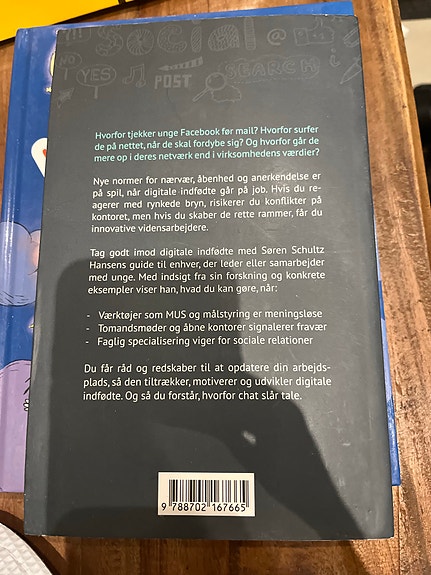 SOCIAL
NO
YES!
POST
SEARCH
Hvorfor tjekker unge Facebook før mail? Hvorfor surfer
de på nettet, når de skal fordybe sig? Og hvorfor går de
mere op i deres netværk end i virksomhedens værdier?
Nye normer for nærvær, åbenhed og anerkendelse er
på spil, når digitale indfødte går på job. Hvis du re-
agerer med rynkede bryn, risikerer du konflikter på
kontoret, men hvis du skaber de rette rammer, får du
innovative vidensarbejdere.
Tag godt imod digitale indfødte med Søren Schultz
Hansens guide til enhver, der leder eller samarbejder
med unge. Med indsigt fra sin forskning og konkrete
eksempler viser han, hvad du kan gøre, når:
- Værktøjer som MUS og målstyring er meningsløse
- Tomandsmøder og åbne kontorer signalerer fravær
- Faglig specialisering viger for sociale relationer
Du får råd og redskaber til at opdatere din arbejds-
plads, så den tiltrækker, motiverer og udvikler digitale
indfødte. Og så du forstår, hvorfor chat slår tale.
9 788702 167665